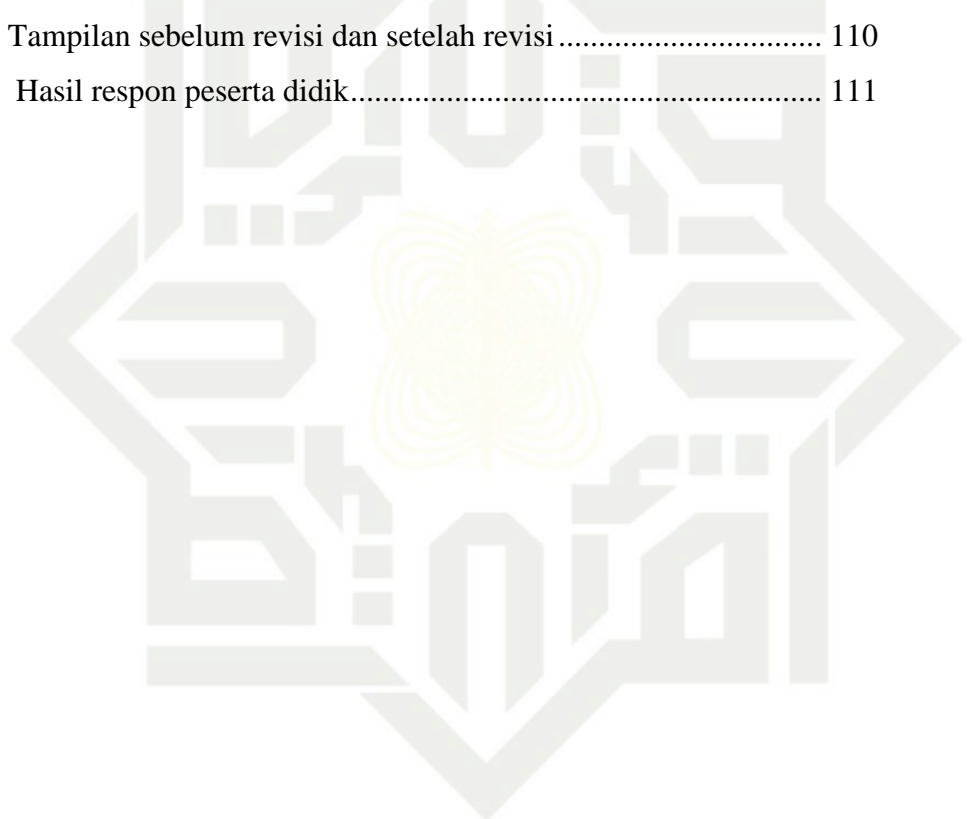 Tampilan sebelum revisi dan setelah revisi ................................ 110
Hasil respon peserta didik......................................................... 111